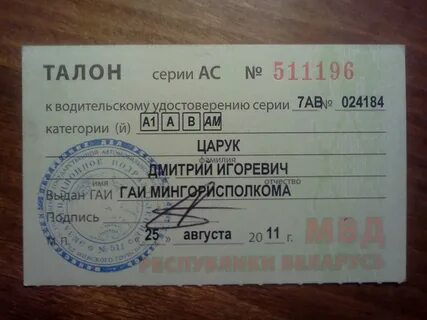 ТАЛОН серии АС № 511196
к водительскому удостоверению серии 7АВ № 024184
категории (й) A1 A B AM
ЦАРУК
фамилия
ДМИТРИЙ ИГОРЕВИЧ
имя отчество
Выдан ГАИ ГАИ МИНГОРИСПОЛКОМА
Подпись
М.П. 25 августа 2011 г.
МВД
РЕСПУБЛИКИ БЕЛАРУСЬ